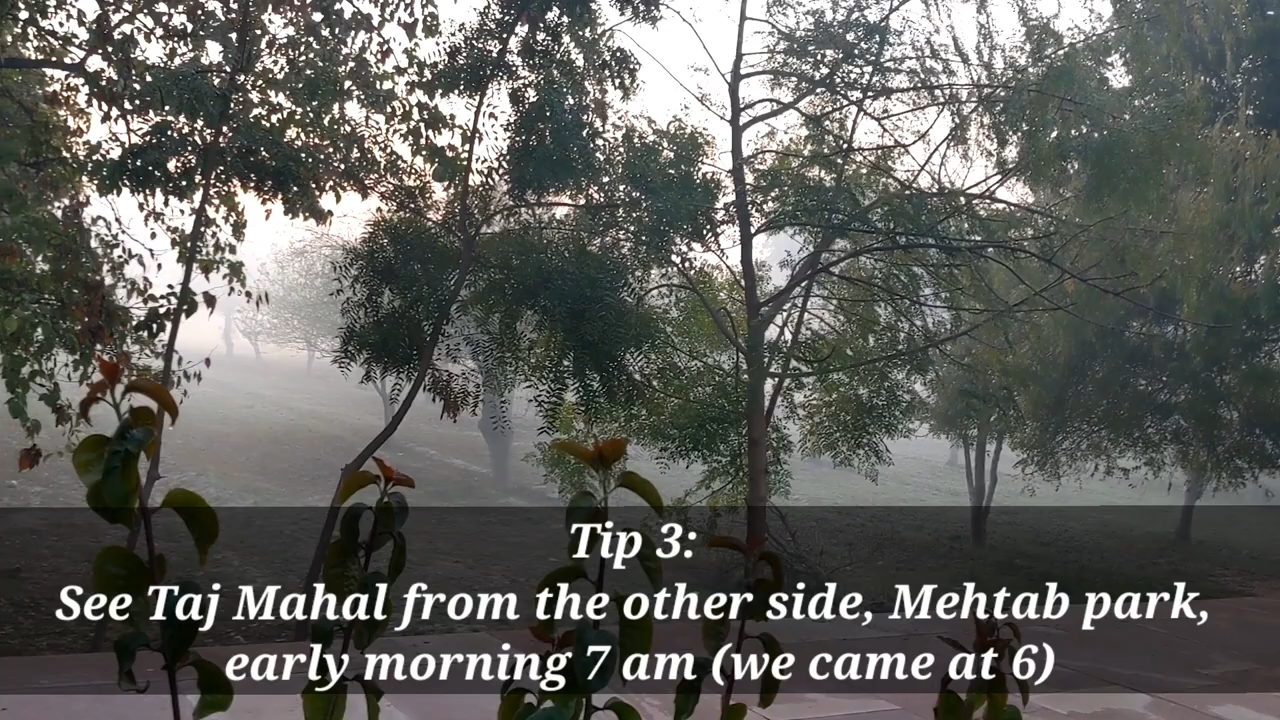 Tip 3:
See Taj Mahal from the other side, Mehtab park,
early morning 7 am (we came at 6)